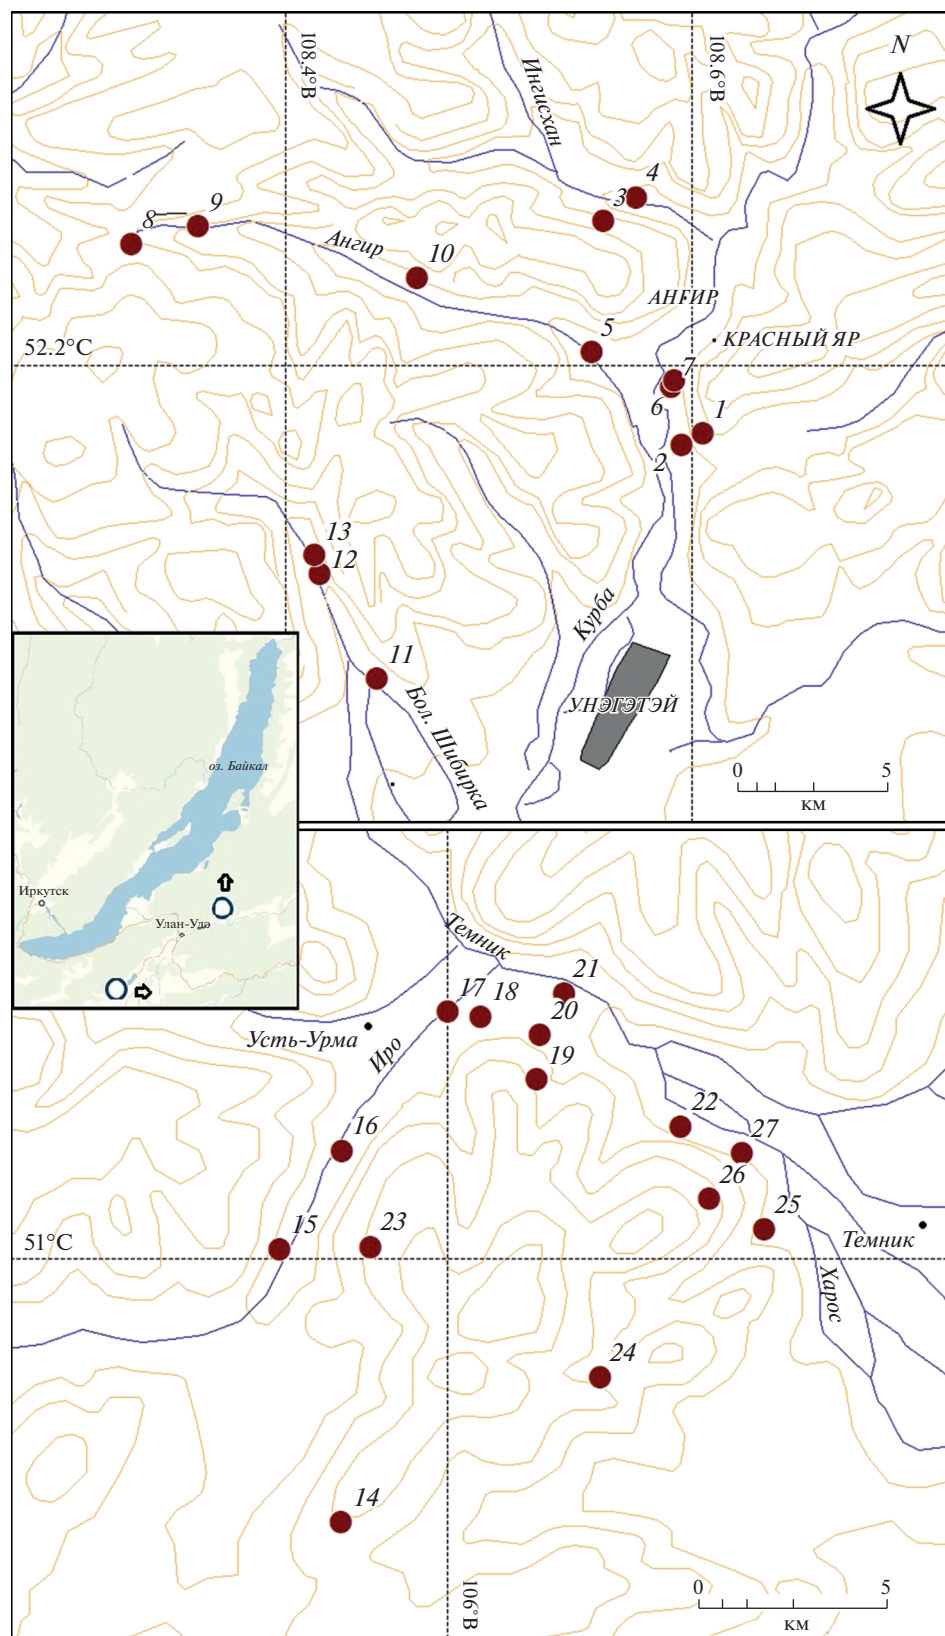 108.4°В
108.6°В
N
Ингисхан
4
3
9
8
Ангир
10
АНГИР
5
КРАСНЫЙ ЯР
52.2°С
7
6
1
2
13
12
Курба
11
УНЭГЭТЭЙ
Бол. Шибирка
0 5
км
оз. Байкал
Иркутск
Улан-Удэ
Темник
21
17
18
20
Усть-Урма
Иро
19
22
16
27
26
15
23
25
51°С
Темник
Харос
24
14
106°В
0 5
км